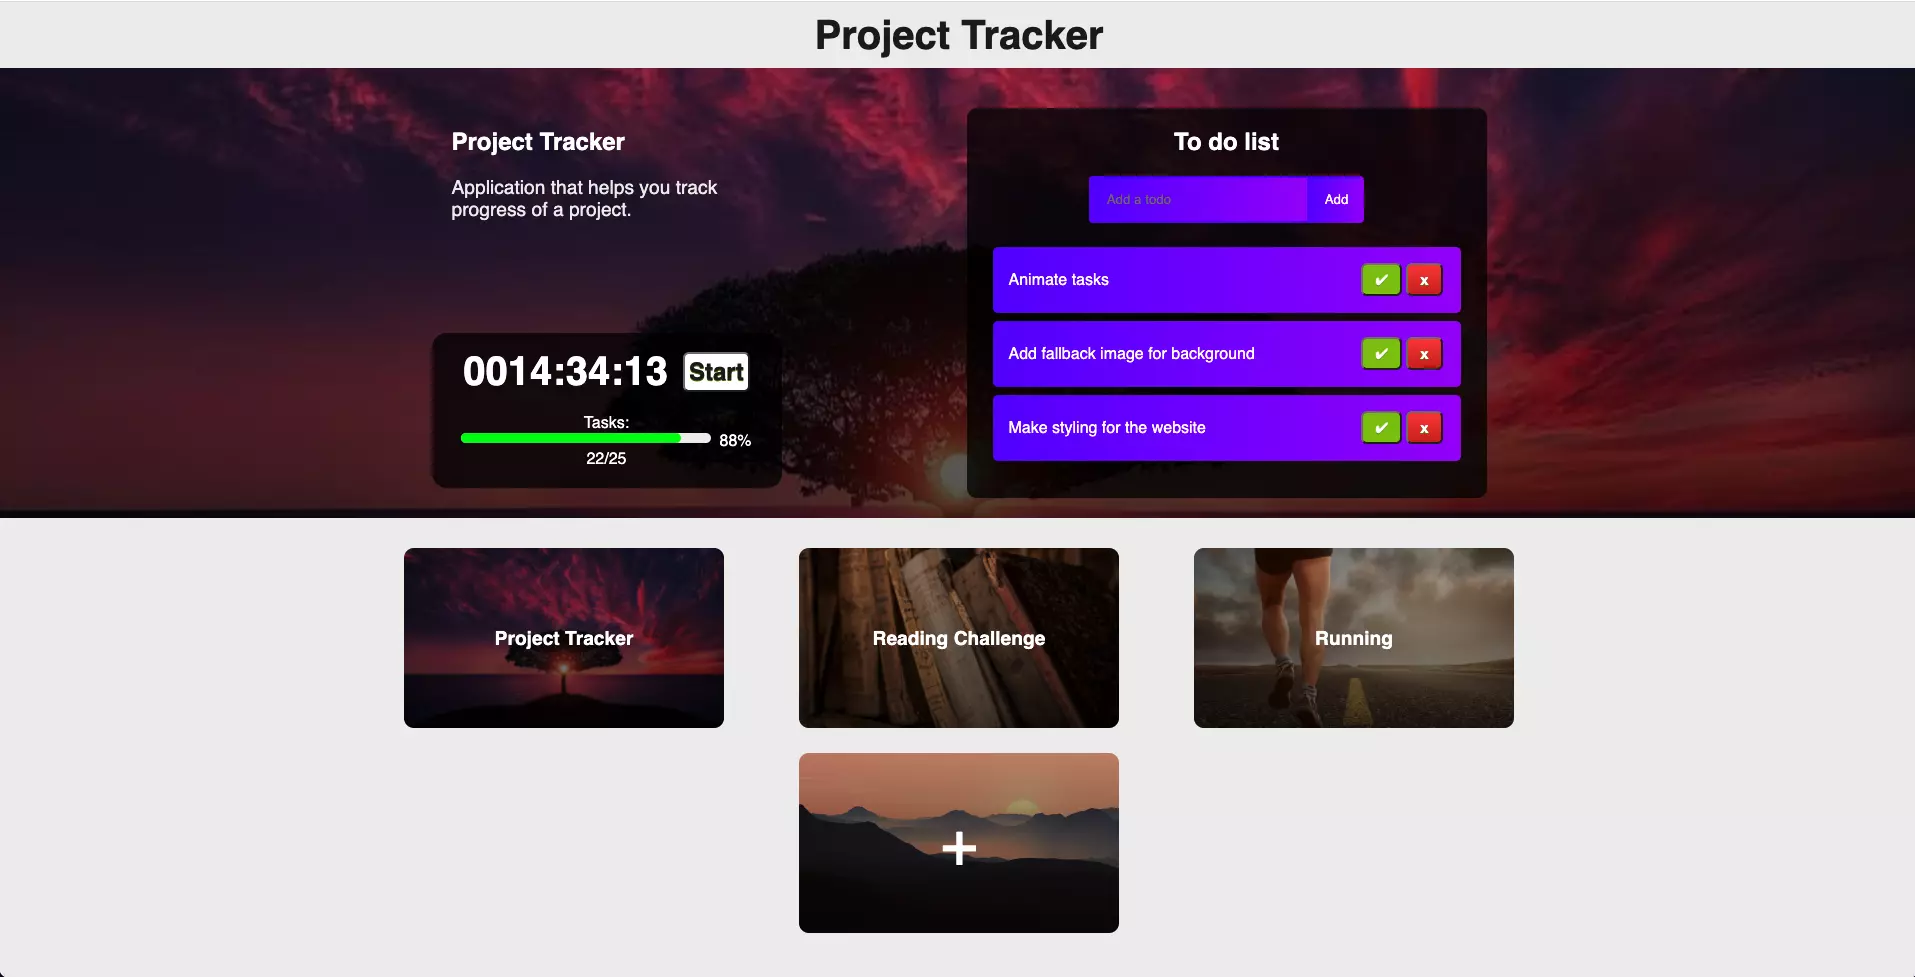 Project Tracker
Project Tracker
Application that helps you track
progress of a project.
0014:34:13 Start
Tasks:
88%
22/25
To do list
Add a todo Add
Animate tasks ✔ x
Add fallback image for background ✔ x
Make styling for the website ✔ x
Project Tracker
Reading Challenge
Running
+